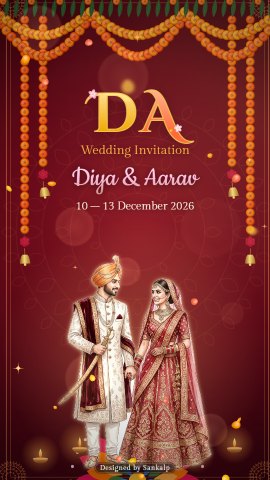 DA
Wedding Invitation
Diya & Aarav
10 — 13 December 2026
Designed by Sankalp